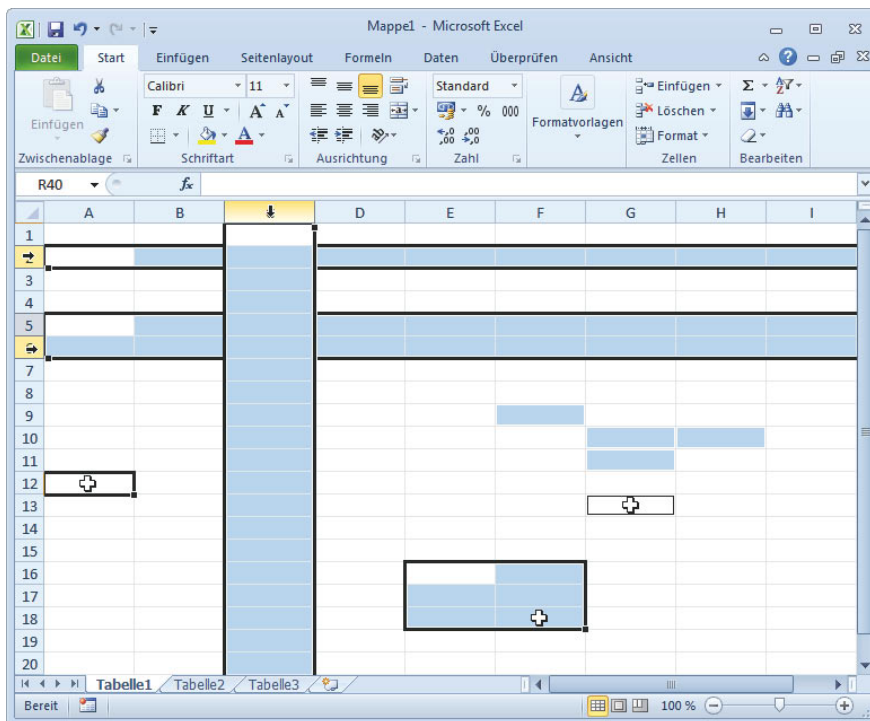 Mappe1 - Microsoft Excel
Datei Start Einfügen Seitenlayout Formeln Daten Überprüfen Ansicht
Calibri 11 Standard Einfügen Σ
F K U A A % 000 Löschen
Einfügen Formatvorlagen
A Format
Zwischenablage Schriftart Ausrichtung Zahl Zellen Bearbeiten
R40 fx
A B D E F G H I
1
2
3
4
5
6
7
8
9
10
11
12
13
14
15
16
17
18
19
20
Tabelle1 Tabelle2 Tabelle3
Bereit 100 %